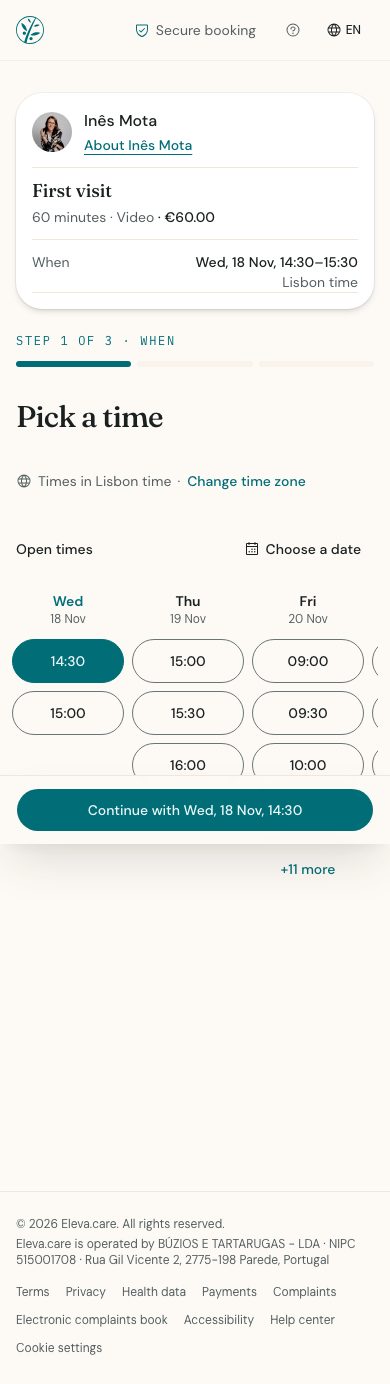 Secure booking
EN
Inês Mota
About Inês Mota
First visit
60 minutes · Video · €60.00
When
Wed, 18 Nov, 14:30–15:30
Lisbon time
STEP 1 OF 3 · WHEN
Pick a time
Times in Lisbon time · Change time zone
Open times
Choose a date
Wed
18 Nov
Thu
19 Nov
Fri
20 Nov
14:30
15:00
09:00
15:00
15:30
09:30
16:00
10:00
Continue with Wed, 18 Nov, 14:30
+11 more
© 2026 Eleva.care. All rights reserved.
Eleva.care is operated by BÚZIOS E TARTARUGAS - LDA · NIPC
515001708 · Rua Gil Vicente 2, 2775-198 Parede, Portugal
Terms Privacy Health data Payments Complaints
Electronic complaints book Accessibility Help center
Cookie settings